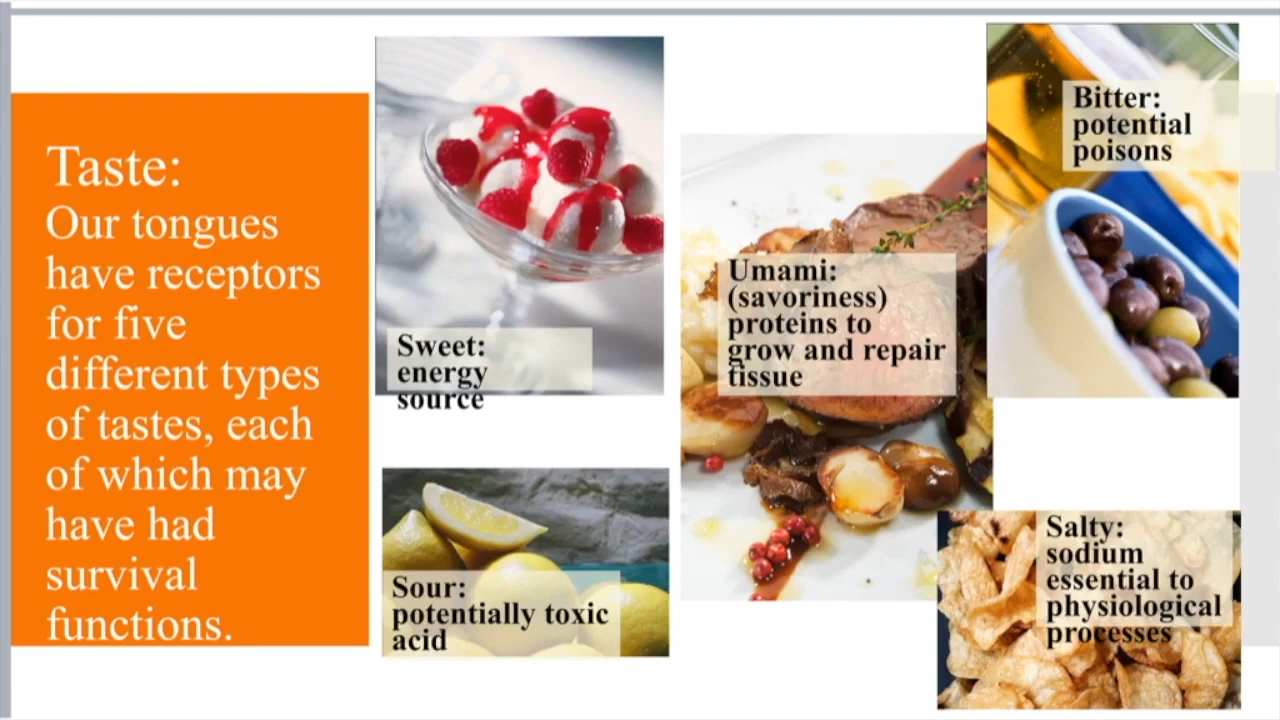 Taste:
Our tongues
have receptors
for five
different types
of tastes, each
of which may
have had
survival
functions.
Sweet:
energy
source
Sour:
potentially toxic
acid
Umami:
(savoriness)
proteins to
grow and repair
tissue
Bitter:
potential
poisons
Salty:
sodium
essential to
physiological
processes